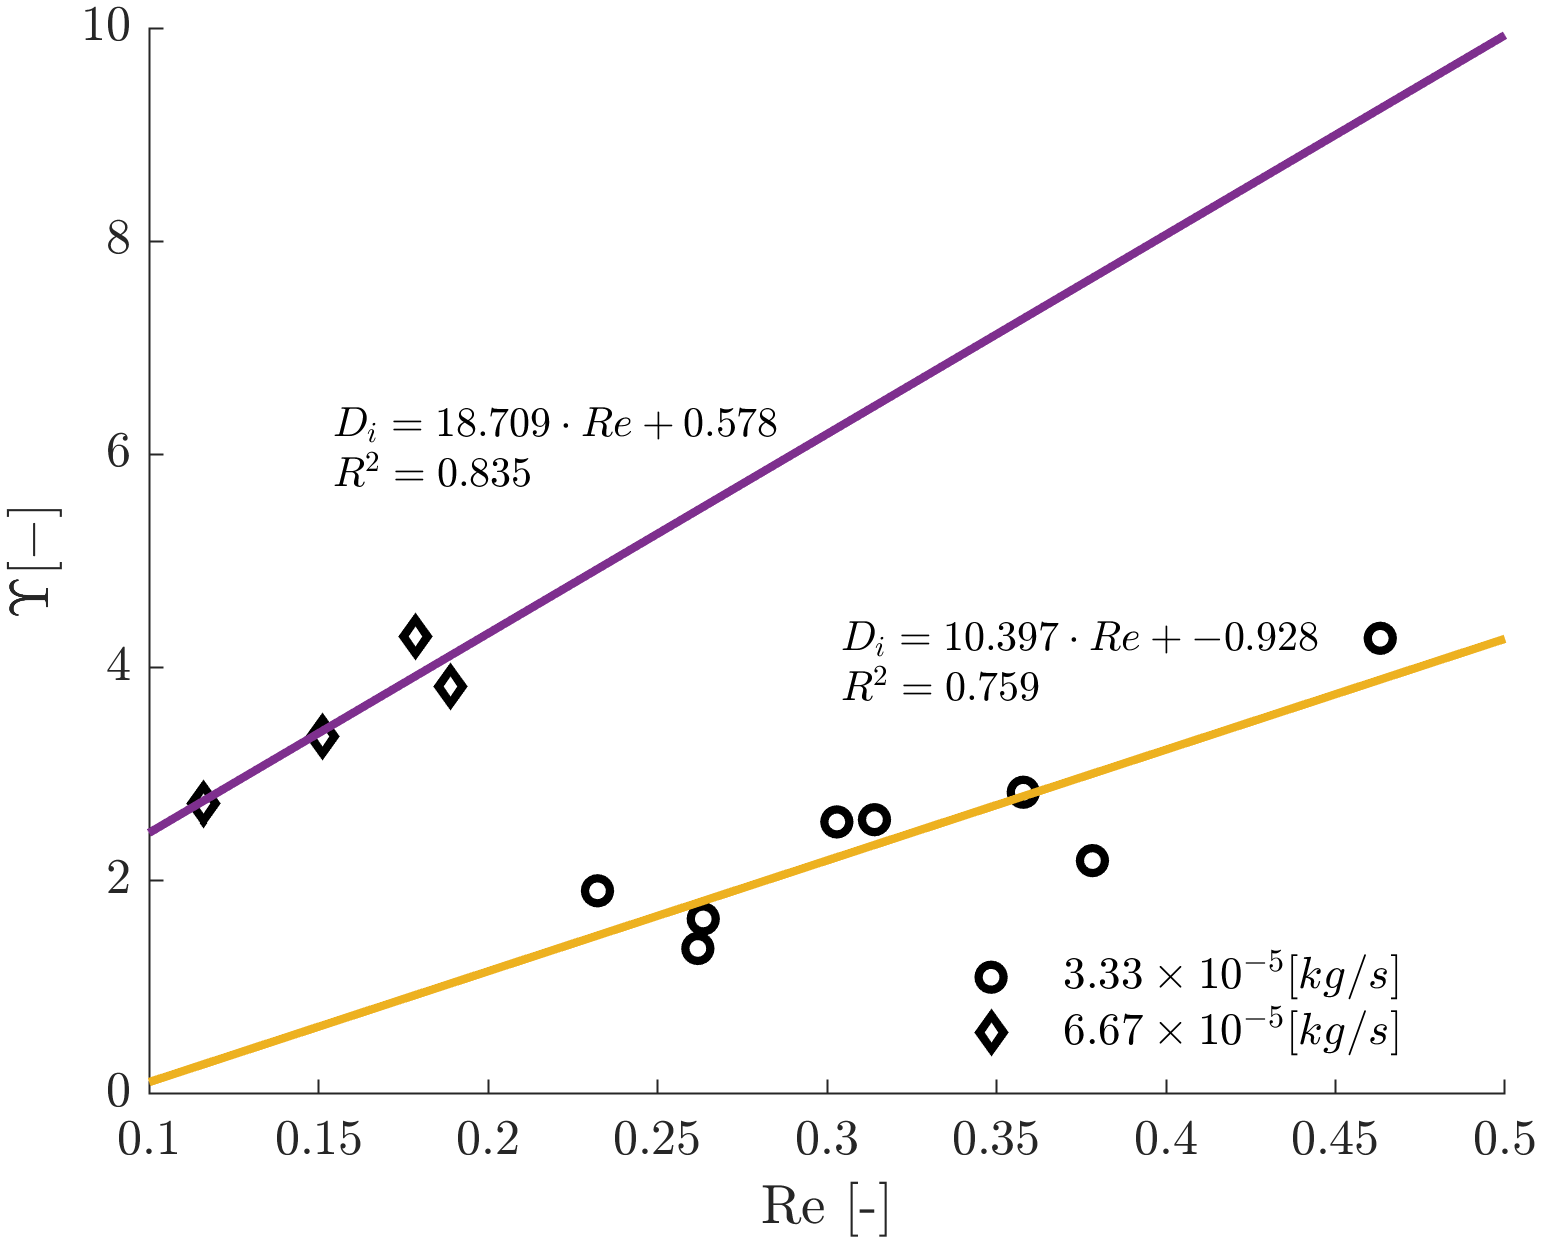 10
8
6
4
2
0
ϒ[−]
D_i = 18.709 · Re + 0.578
R² = 0.835
D_i = 10.397 · Re + −0.928
R² = 0.759
3.33 × 10⁻⁵[kg/s]
6.67 × 10⁻⁵[kg/s]
0.1 0.15 0.2 0.25 0.3 0.35 0.4 0.45 0.5
Re [-]